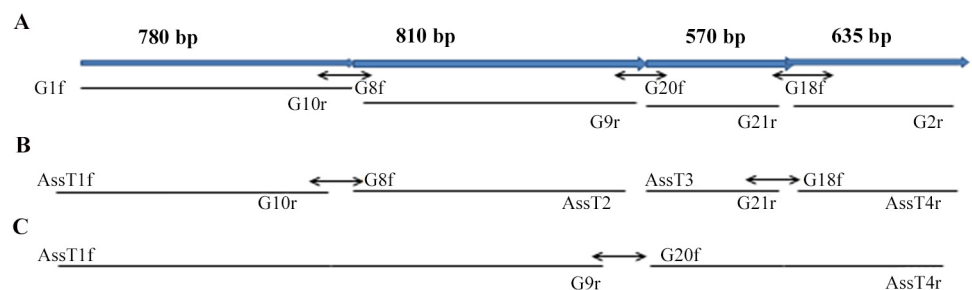 A
780 bp 810 bp 570 bp 635 bp
G1f G8f G20f G18f
G10r G9r G21r G2r
B
AssT1f G8f AssT3 G18f
G10r AssT2 G21r AssT4r
C
AssT1f G20f
G9r AssT4r